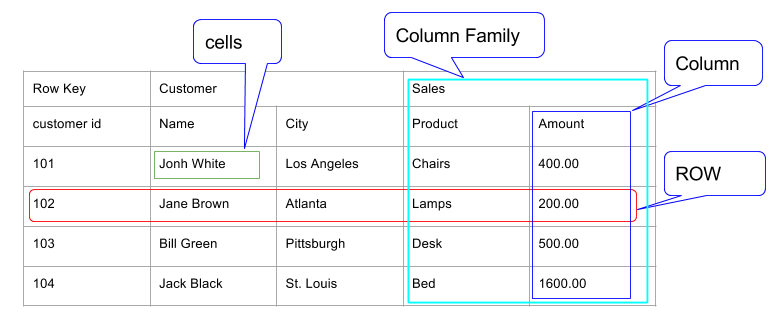 cells
Column Family
Column
Row Key Customer Sales
customer id Name City Product Amount
101 Jonh White Los Angeles Chairs 400.00
ROW
102 Jane Brown Atlanta Lamps 200.00
103 Bill Green Pittsburgh Desk 500.00
104 Jack Black St. Louis Bed 1600.00